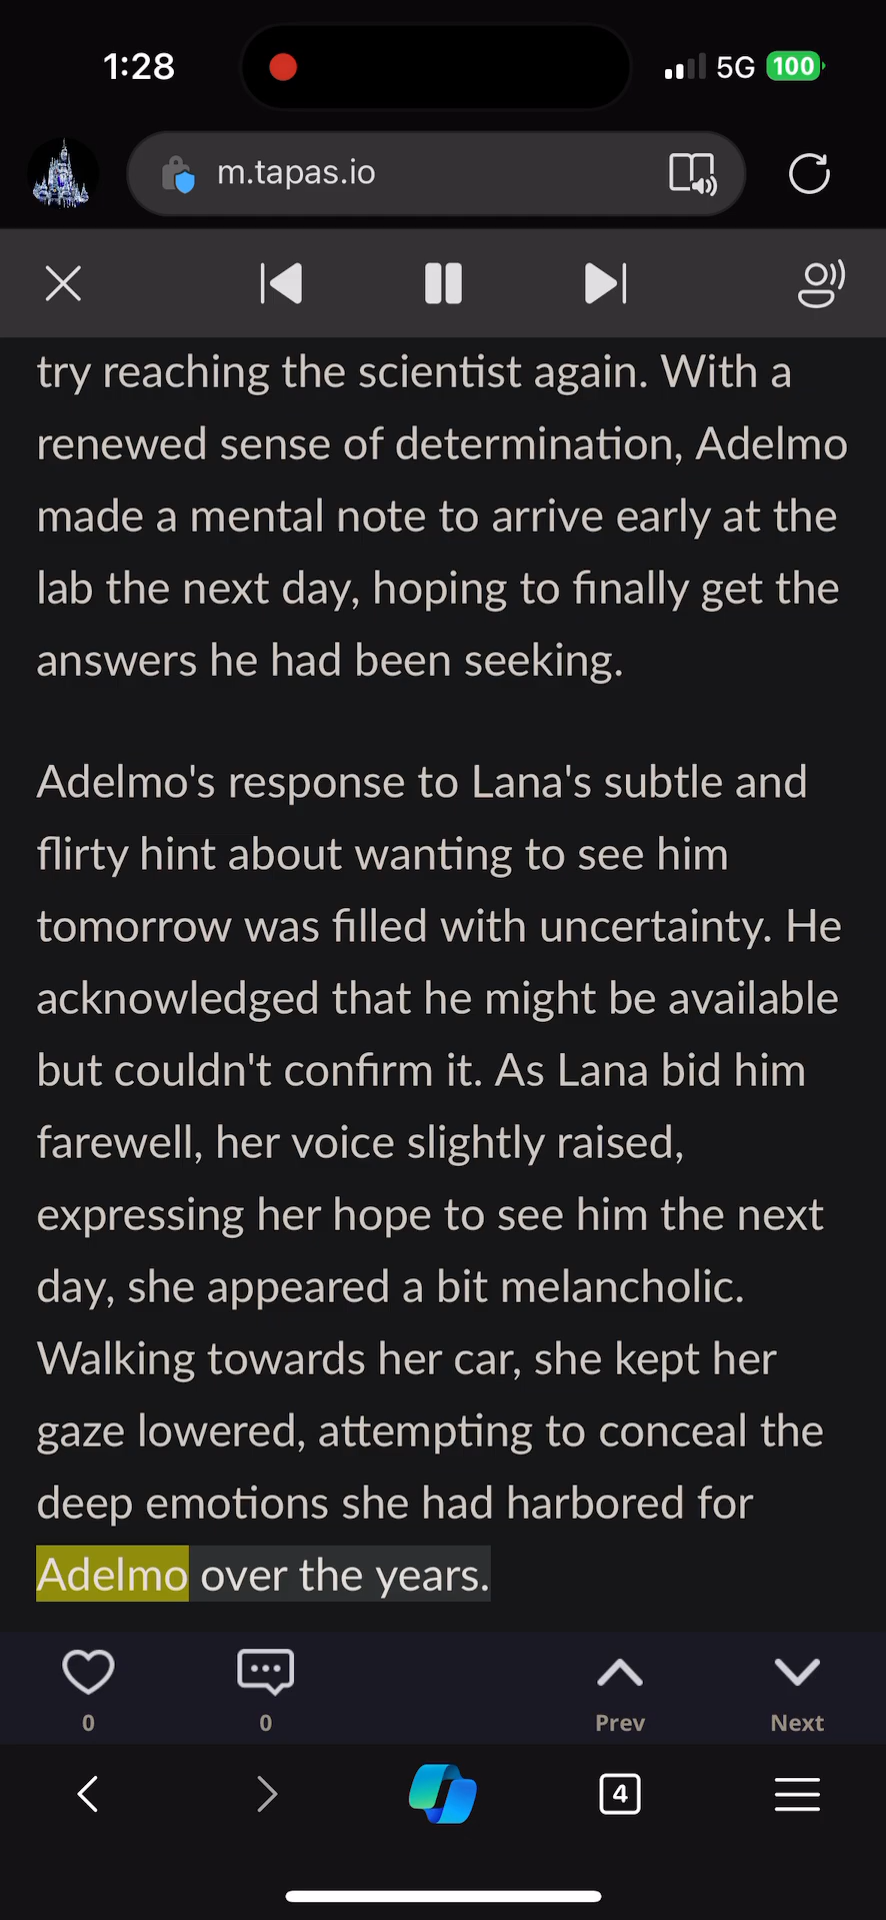 1:28
5G
100
m.tapas.io
try reaching the scientist again. With a
renewed sense of determination, Adelmo
made a mental note to arrive early at the
lab the next day, hoping to finally get the
answers he had been seeking.
Adelmo's response to Lana's subtle and
flirty hint about wanting to see him
tomorrow was filled with uncertainty. He
acknowledged that he might be available
but couldn't confirm it. As Lana bid him
farewell, her voice slightly raised,
expressing her hope to see him the next
day, she appeared a bit melancholic.
Walking towards her car, she kept her
gaze lowered, attempting to conceal the
deep emotions she had harbored for
Adelmo over the years.
0
0
Prev
Next
4